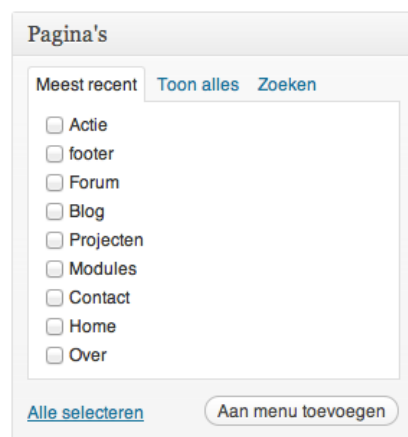 Pagina's
Meest recent Toon alles Zoeken
Actie
footer
Forum
Blog
Projecten
Modules
Contact
Home
Over
Alle selecteren Aan menu toevoegen